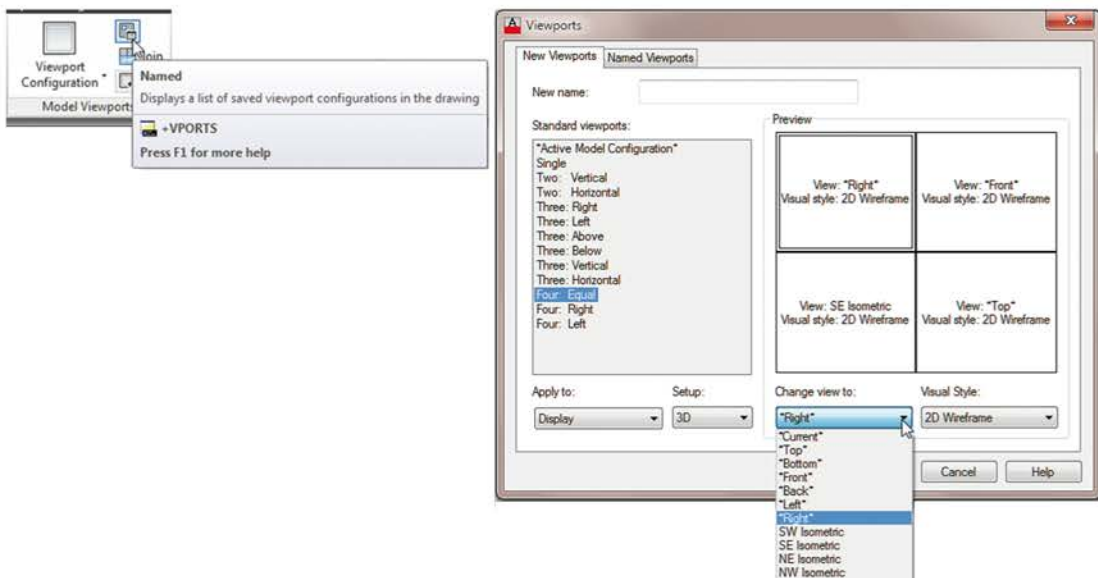 Viewport
Configuration
Join
Model Viewports
Named
Displays a list of saved viewport configurations in the drawing
+VPORTS
Press F1 for more help
A Viewports
New Viewports
Named Viewports
New name:
Standard viewports:
*Active Model Configuration*
Single
Two: Vertical
Two: Horizontal
Three: Right
Three: Left
Three: Above
Three: Below
Three: Vertical
Three: Horizontal
Four: Equal
Four: Right
Four: Left
Apply to:
Display
Setup:
3D
Preview
View: *Right*
Visual style: 2D Wireframe
View: *Front*
Visual style: 2D Wireframe
View: SE Isometric
Visual style: 2D Wireframe
View: *Top*
Visual style: 2D Wireframe
Change view to:
*Right*
Visual Style:
2D Wireframe
*Current*
*Top*
*Bottom*
*Front*
*Back*
*Left*
*Right*
SW Isometric
SE Isometric
NE Isometric
NW Isometric
Cancel
Help